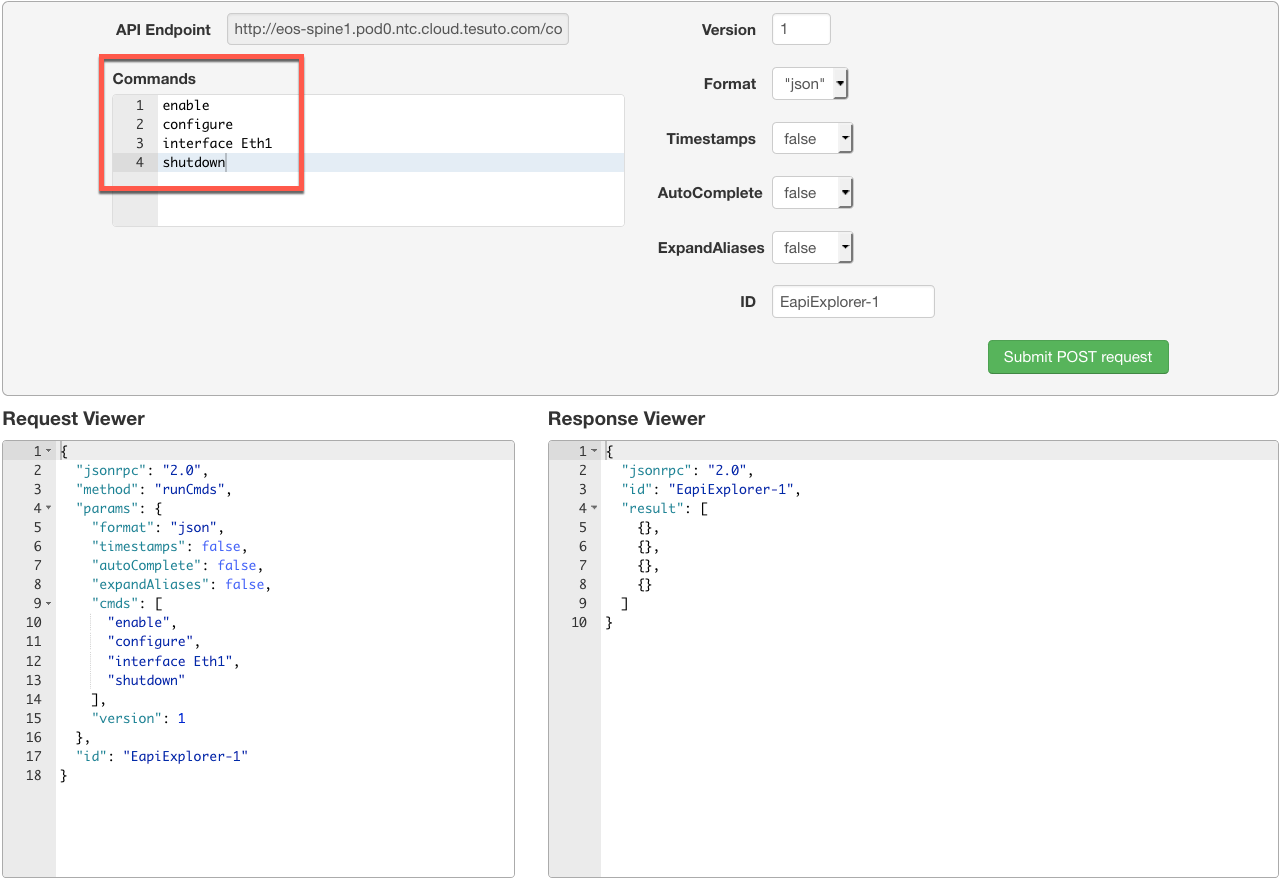 API Endpoint http://eos-spine1.pod0.ntc.cloud.tesuto.com/co
Commands
1 enable
2 configure
3 interface Eth1
4 shutdown
Version 1
Format "json"
Timestamps false
AutoComplete false
ExpandAliases false
ID EapiExplorer-1
Submit POST request
Request Viewer
1 {
2 "jsonrpc": "2.0",
3 "method": "runCmds",
4 "params": {
5 "format": "json",
6 "timestamps": false,
7 "autoComplete": false,
8 "expandAliases": false,
9 "cmds": [
10 "enable",
11 "configure",
12 "interface Eth1",
13 "shutdown"
14 ],
15 "version": 1
16 },
17 "id": "EapiExplorer-1"
18 }
Response Viewer
1 {
2 "jsonrpc": "2.0",
3 "id": "EapiExplorer-1",
4 "result": [
5 {},
6 {},
7 {},
8 {}
9 ]
10 }